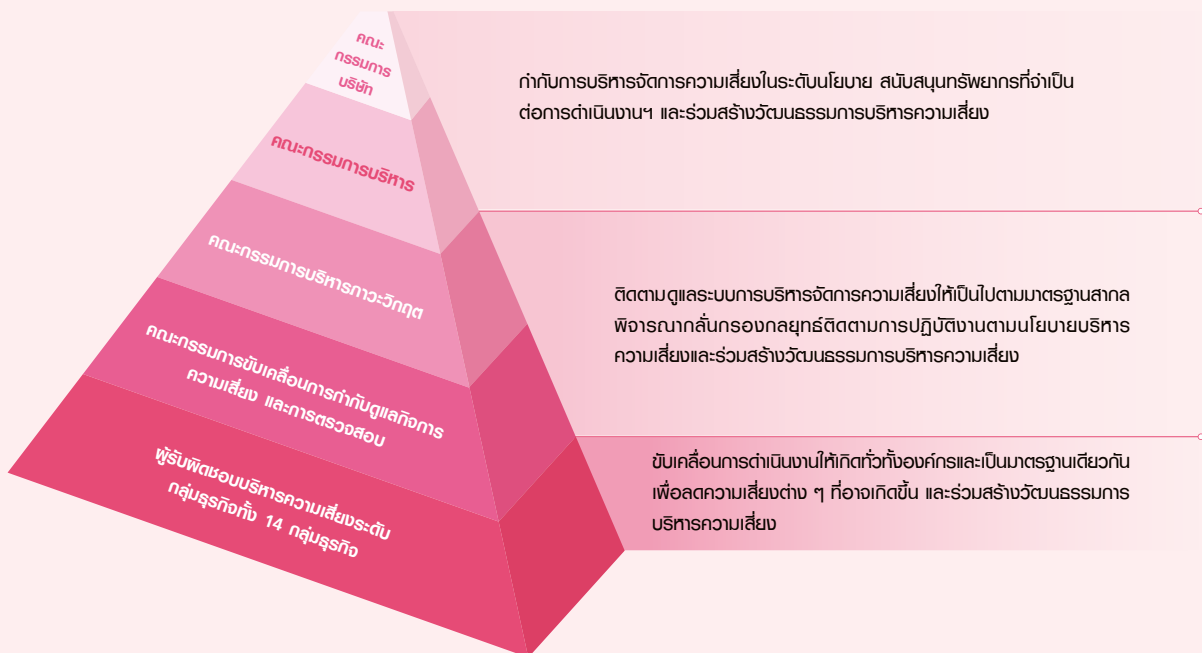 คณะ
กรรมการ
บริษัท
คณะกรรมการบริหาร
คณะกรรมการบริหารภาวะวิกฤต
คณะกรรมการขับเคลื่อนการกำกับดูแลกิจการ
ความเสี่ยง และการตรวจสอบ
ผู้รับผิดชอบบริหารความเสี่ยงระดับ
กลุ่มธุรกิจทั้ง 14 กลุ่มธุรกิจ
กำกับการบริหารจัดการความเสี่ยงในระดับนโยบาย สนับสนุนทรัพยากรที่จำเป็น
ต่อการดำเนินงานฯ และร่วมสร้างวัฒนธรรมการบริหารความเสี่ยง
ติดตามดูแลระบบการบริหารจัดการความเสี่ยงให้เป็นไปตามมาตรฐานสากล
พิจารณากลั่นกรองกลยุทธ์ติดตามการปฏิบัติงานตามนโยบายบริหาร
ความเสี่ยงและร่วมสร้างวัฒนธรรมการบริหารความเสี่ยง
ขับเคลื่อนการดำเนินงานให้เกิดทั่วทั้งองค์กรและเป็นมาตรฐานเดียวกัน
เพื่อลดความเสี่ยงต่าง ๆ ที่อาจเกิดขึ้น และร่วมสร้างวัฒนธรรมการ
บริหารความเสี่ยง